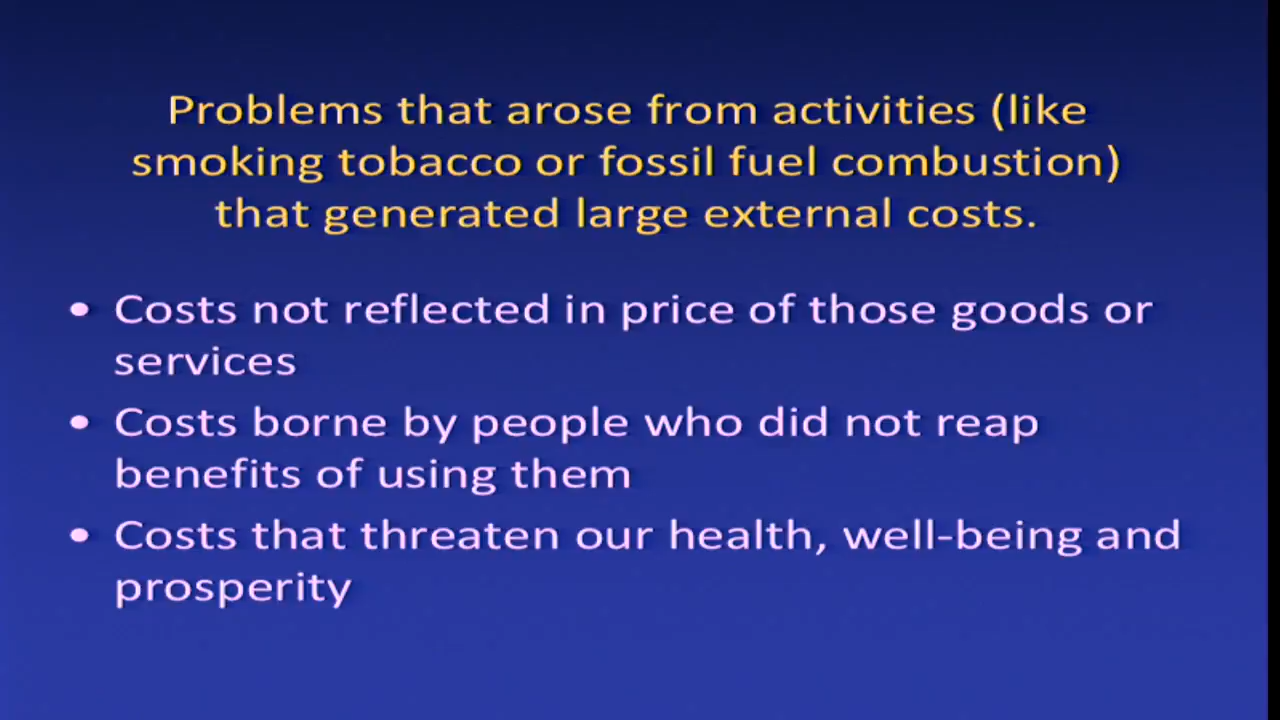 Problems that arose from activities (like
smoking tobacco or fossil fuel combustion)
that generated large external costs.
• Costs not reflected in price of those goods or
services
• Costs borne by people who did not reap
benefits of using them
• Costs that threaten our health, well-being and
prosperity